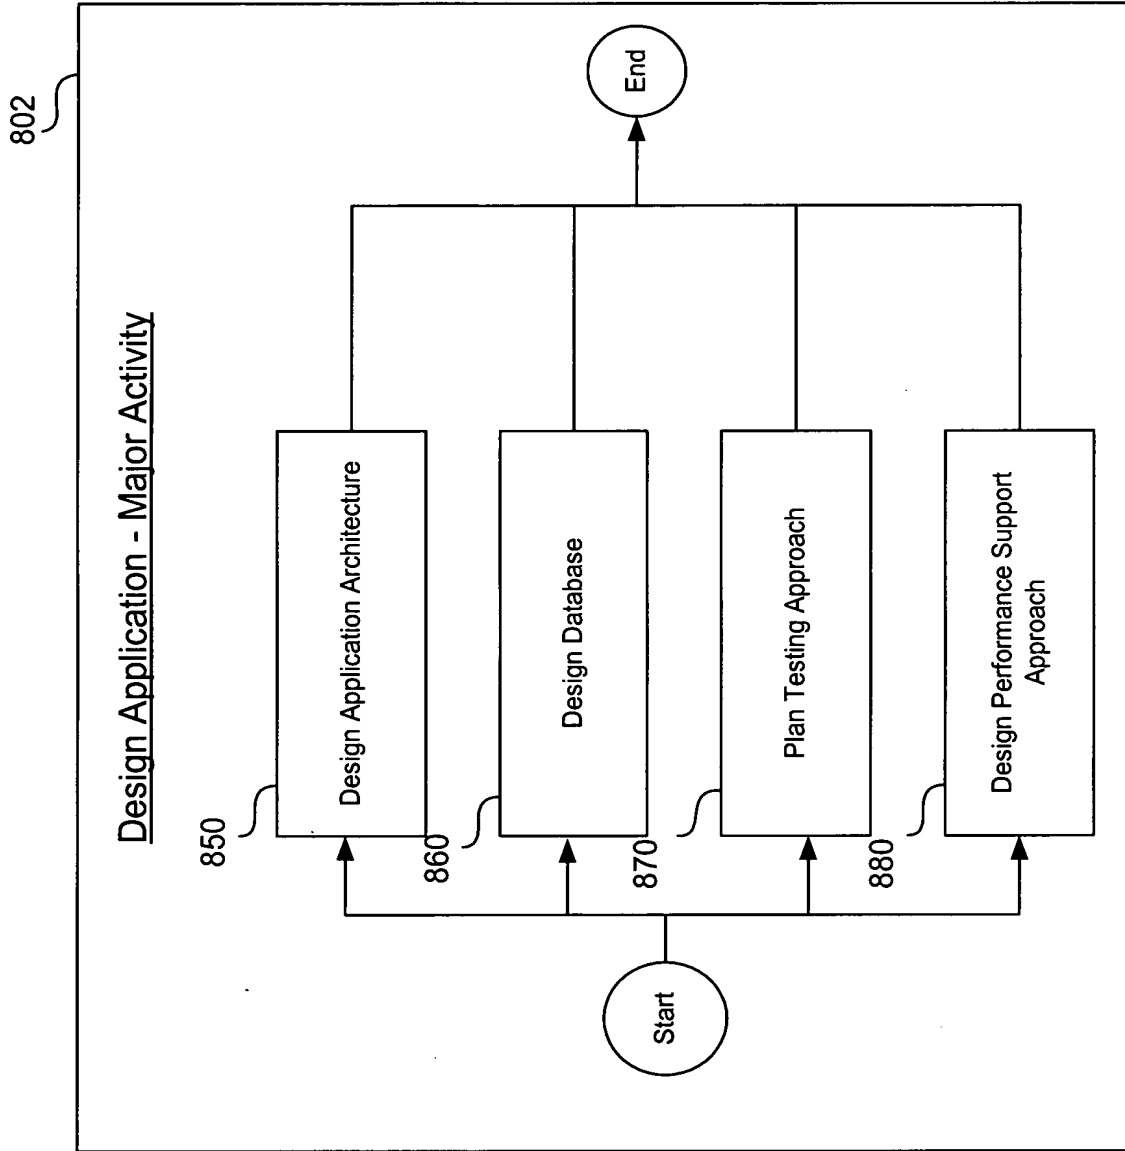 802
Design Application - Major Activity
Start
850
Design Application Architecture
860
Design Database
870
Plan Testing Approach
880
Design Performance Support
Approach
End